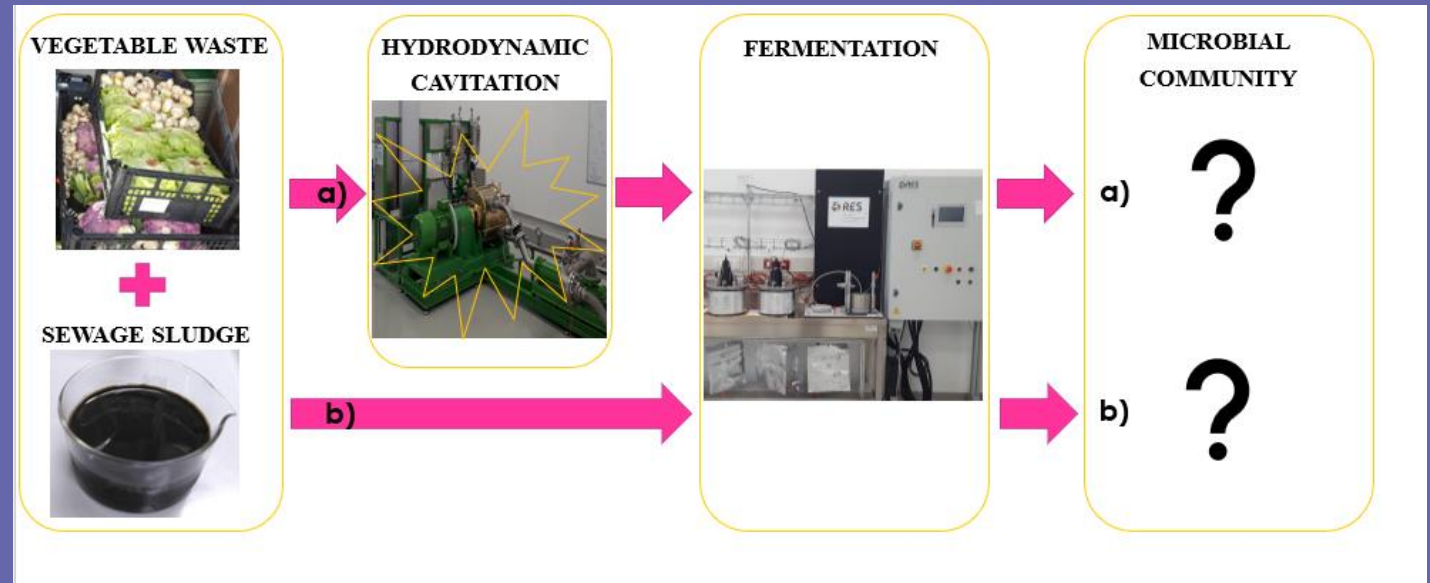 VEGETABLE WASTE
SEWAGE SLUDGE
a)
b)
HYDRODYNAMIC
CAVITATION
FERMENTATION
RES
MICROBIAL
COMMUNITY
a)
?
b)
?